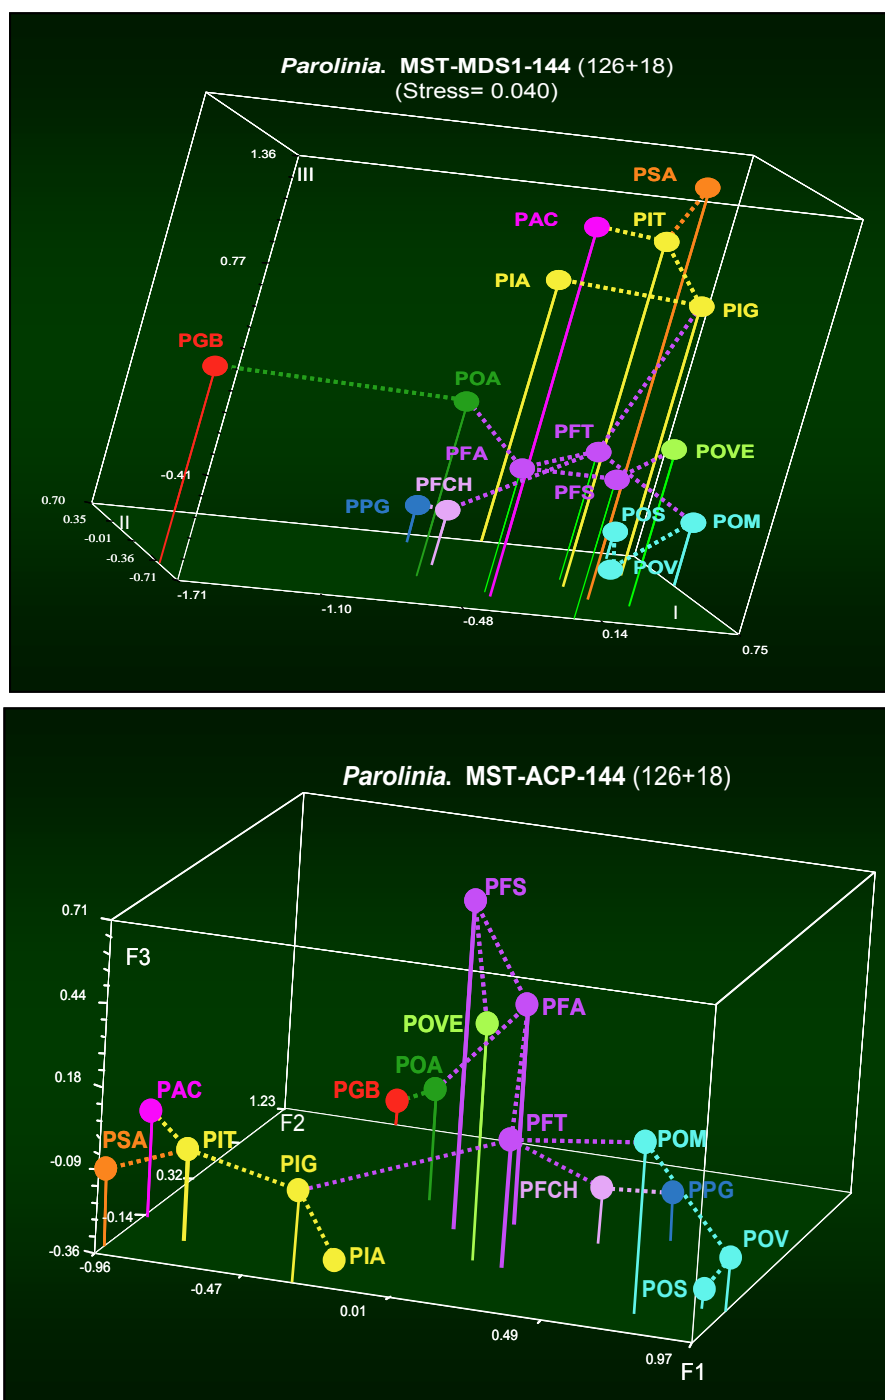 Parolinia. MST-MDS1-144 (126+18)
(Stress= 0.040)
1.36
III
PSA
PAC
PIT
0.77
PIA
PIG
PGB
POA
PFT
POVE
PFA
-0.41
PFCH
PFS
0.70
PPG
POS
POM
0.35
II
-0.01
-0.36
POV
-0.71
-1.71
-1.10
I
-0.48
0.14
0.75
Parolinia. MST-ACP-144 (126+18)
PFS
0.71
F3
0.44
PFA
POVE
POA
0.18
PGB
PAC
1.23
F2
PFT
PSA
PIT
POM
-0.09
PIG
0.32
PFCH
PPG
-0.14
POV
-0.36
PIA
-0.96
POS
-0.47
0.01
0.49
0.97
F1